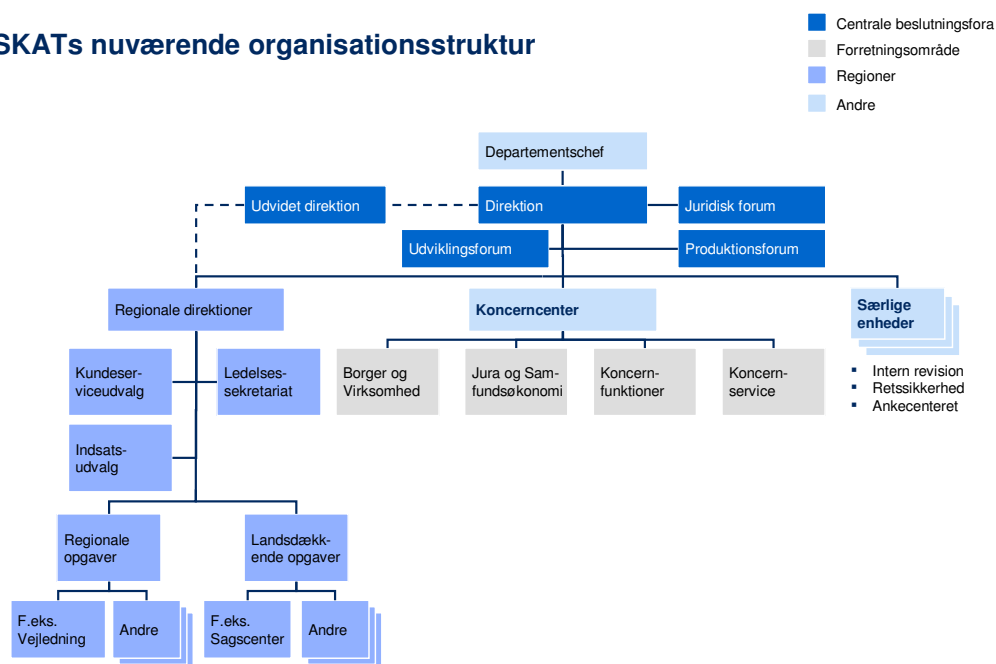 SKATs nuværende organisationsstruktur
Centrale beslutningsfora
Forretningsområde
Regioner
Andre
Departementschef
Udvidet direktion
Direktion
Juridisk forum
Udviklingsforum
Produktionsforum
Regionale direktioner
Koncerncenter
Særlige
enheder
Kundeser-
viceudvalg
Ledelses-
sekretariat
Borger og
Virksomhed
Jura og Sam-
fundsøkonomi
Koncern-
funktioner
Koncern-
service
Intern revision
Retssikkerhed
Ankecenteret
Indsats-
udvalg
Regionale
opgaver
Landsdækk-
ende opgaver
F.eks.
Vejledning
Andre
F.eks.
Sagscenter
Andre